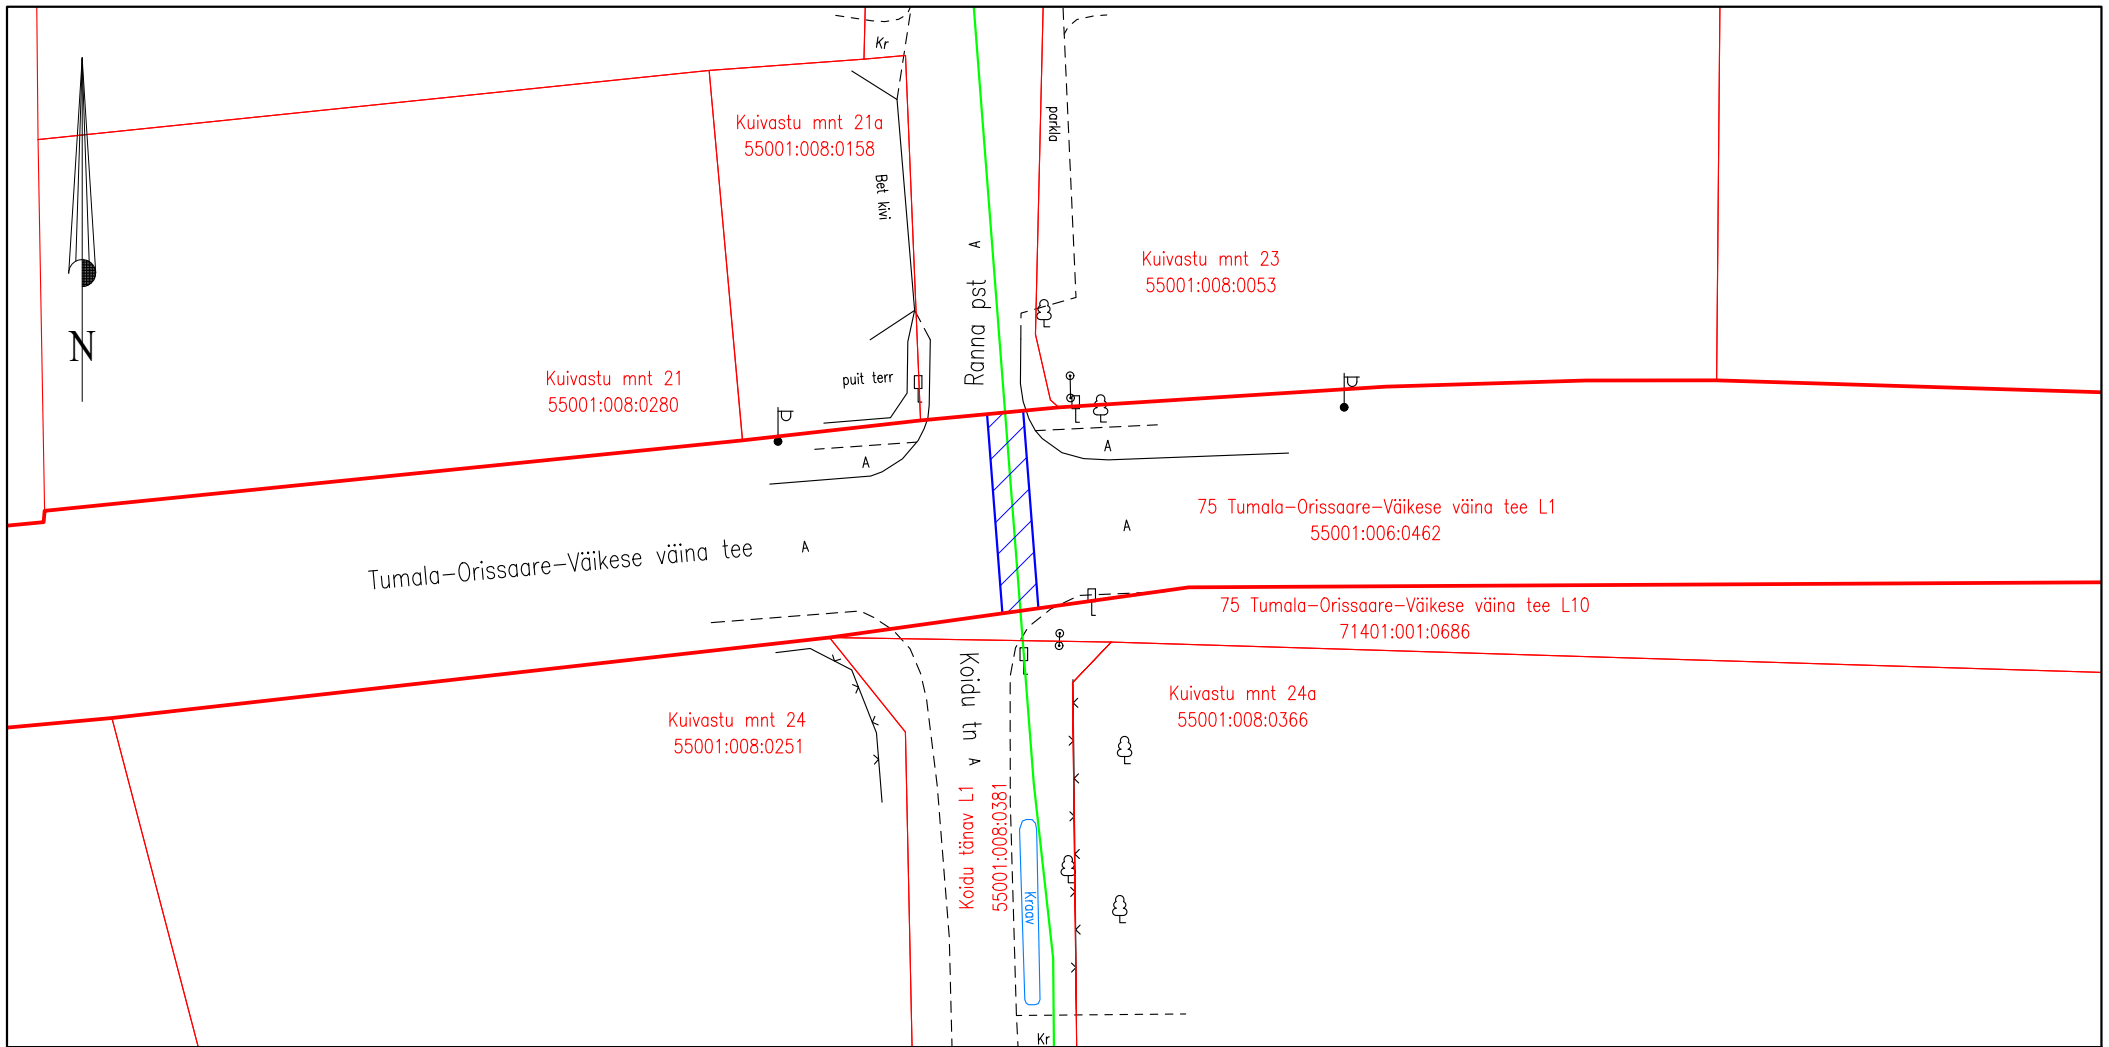 Kr
Kuivastu mnt 21a
55001:008:0158
parkla
Bet kivi
A
Ranna pst
Kuivastu mnt 23
55001:008:0053
N
Kuivastu mnt 21
55001:008:0280
puit terr
A
A
75 Tumala-Orissaare-Väikese väina tee L1
55001:006:0462
A
Tumala-Orissaare-Väikese väina tee
A
75 Tumala-Orissaare-Väikese väina tee L10
71401:001:0686
Koidu tn
A
Kuivastu mnt 24
55001:008:0251
Kuivastu mnt 24a
55001:008:0366
Koidu tänav L1
55001:008:0381
Kraav
Kr